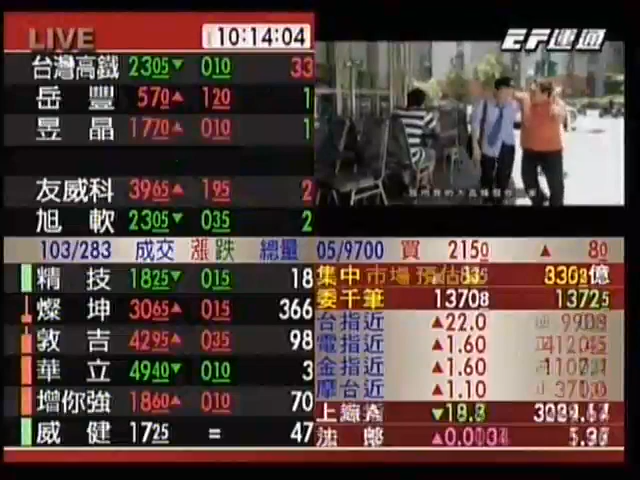 LIVE 10:14:04
EF運通
台灣高鐵 2305▼ 010 33
岳豐 570▲ 120 1
昱晶 1770▲ 010 1
友威科 3965▲ 195 2
旭軟 2305▼ 035 2
103/283 成交 漲跌 總量
精技 1825▼ 015 18
燦坤 3065▲ 015 366
敦吉 4295▲ 035 98
華立 4940▼ 010 3
增你強 1860▲ 010 70
威健 1725 = 47
05/9700 買 2150 ▲ 80
集中市場 預估 億
委千筆 13708 13725
台指近 ▲22.0
電指近 ▲1.60
金指近 ▲1.60
摩台近 ▲1.10
上 ▼18.8